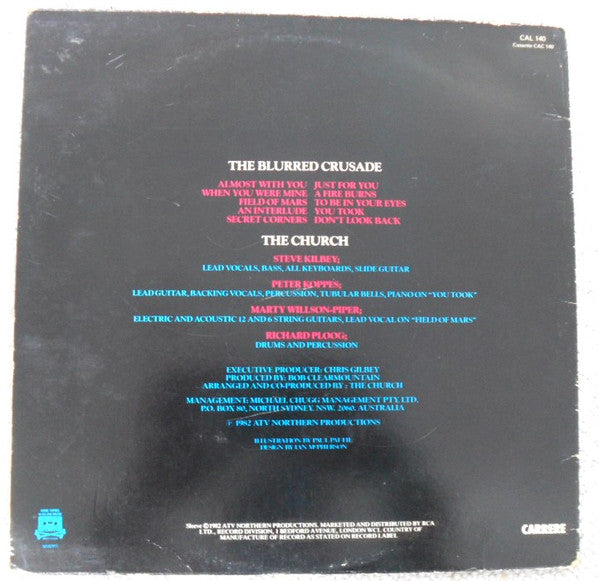 CAL 140
Cassette CAC 140
THE BLURRED CRUSADE
ALMOST WITH YOU JUST FOR YOU
WHEN YOU WERE MINE A FIRE BURNS
FIELD OF MARS TO BE IN YOUR EYES
AN INTERLUDE YOU TOOK
SECRET CORNERS DON'T LOOK BACK
THE CHURCH
STEVE KILBEY;
LEAD VOCALS, BASS, ALL KEYBOARDS, SLIDE GUITAR
PETER KOPPES;
LEAD GUITAR, BACKING VOCALS, PERCUSSION, TUBULAR BELLS, PIANO ON "YOU TOOK"
MARTY WILLSON-PIPER;
ELECTRIC AND ACOUSTIC 12 AND 6 STRING GUITARS, LEAD VOCAL ON "FIELD OF MARS"
RICHARD PLOOG;
DRUMS AND PERCUSSION
EXECUTIVE PRODUCER: CHRIS GILBEY
PRODUCED BY: BOB CLEARMOUNTAIN
ARRANGED AND CO-PRODUCED BY: THE CHURCH
MANAGEMENT: MICHAEL CHUGG MANAGEMENT PTY. LTD.
P.O. BOX 80, NORTH SYDNEY. NSW. 2060. AUSTRALIA
℗ 1982 ATV NORTHERN PRODUCTIONS
ILLUSTRATION BY PAUL PATTIE
DESIGN BY IAN McPHERSON
Sleeve © 1982 ATV NORTHERN PRODUCTIONS. MARKETED AND DISTRIBUTED BY RCA
LTD., RECORD DIVISION, 1 BEDFORD AVENUE, LONDON WC1. COUNTRY OF
MANUFACTURE OF RECORD AS STATED ON RECORD LABEL
CARRERE